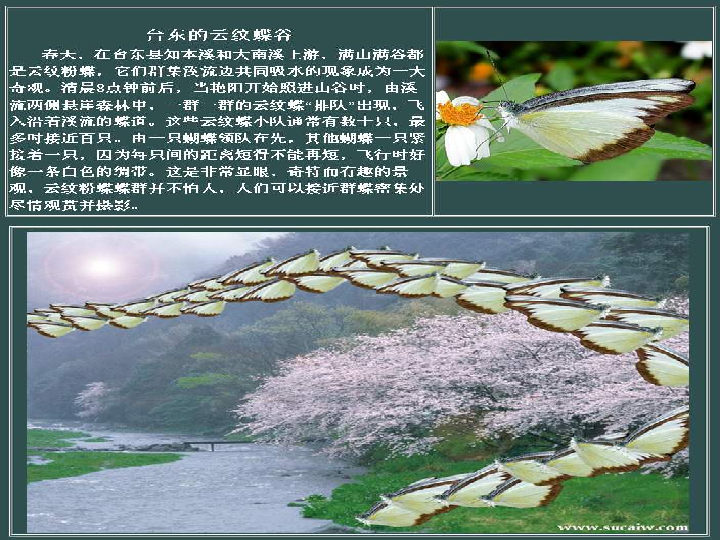 台东的云纹蝶谷
春天，在台东县知本溪和大南溪上游，满山满谷都
是云纹粉蝶，它们群集溪流边共同吸水的现象成为一大
奇观。清晨8点钟前后，当艳阳开始照进山谷时，由溪
流两侧悬崖森林中，一群一群的云纹蝶“排队”出现，飞
入沿着溪流的蝶道。这些云纹蝶小队通常有数十只，最
多时接近百只。由一只蝴蝶领队在先，其他蝴蝶一只紧
挨着一只，因为每只间的距离短得不能再短，飞行时好
像一条白色的绸带。这是非常显眼、奇特而有趣的景
观，云纹粉蝶蝶群并不怕人，人们可以接近群蝶密集处
尽情观赏并摄影。
www.sucaiw.com